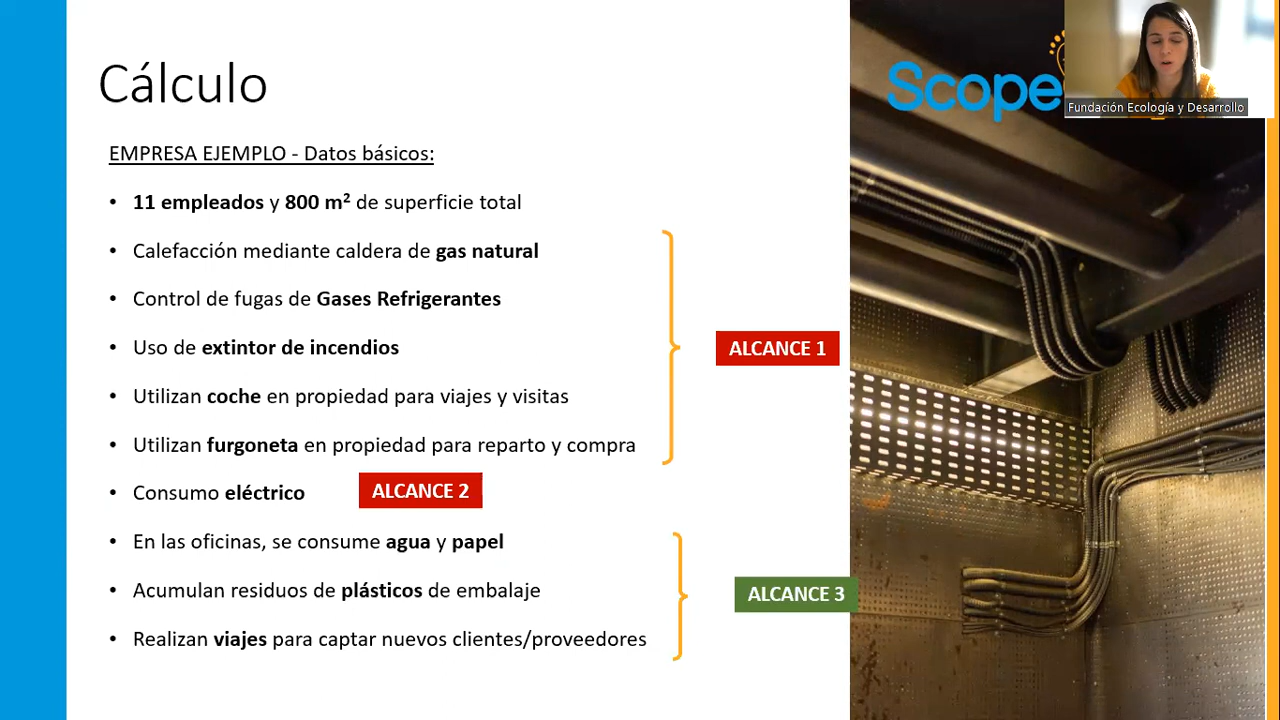 Cálculo
Scope
Fundación Ecología y Desarrollo
EMPRESA EJEMPLO - Datos básicos:
• 11 empleados y 800 m² de superficie total
• Calefacción mediante caldera de gas natural
• Control de fugas de Gases Refrigerantes
• Uso de extintor de incendios
ALCANCE 1
• Utilizan coche en propiedad para viajes y visitas
• Utilizan furgoneta en propiedad para reparto y compra
• Consumo eléctrico
ALCANCE 2
• En las oficinas, se consume agua y papel
• Acumulan residuos de plásticos de embalaje
ALCANCE 3
• Realizan viajes para captar nuevos clientes/proveedores